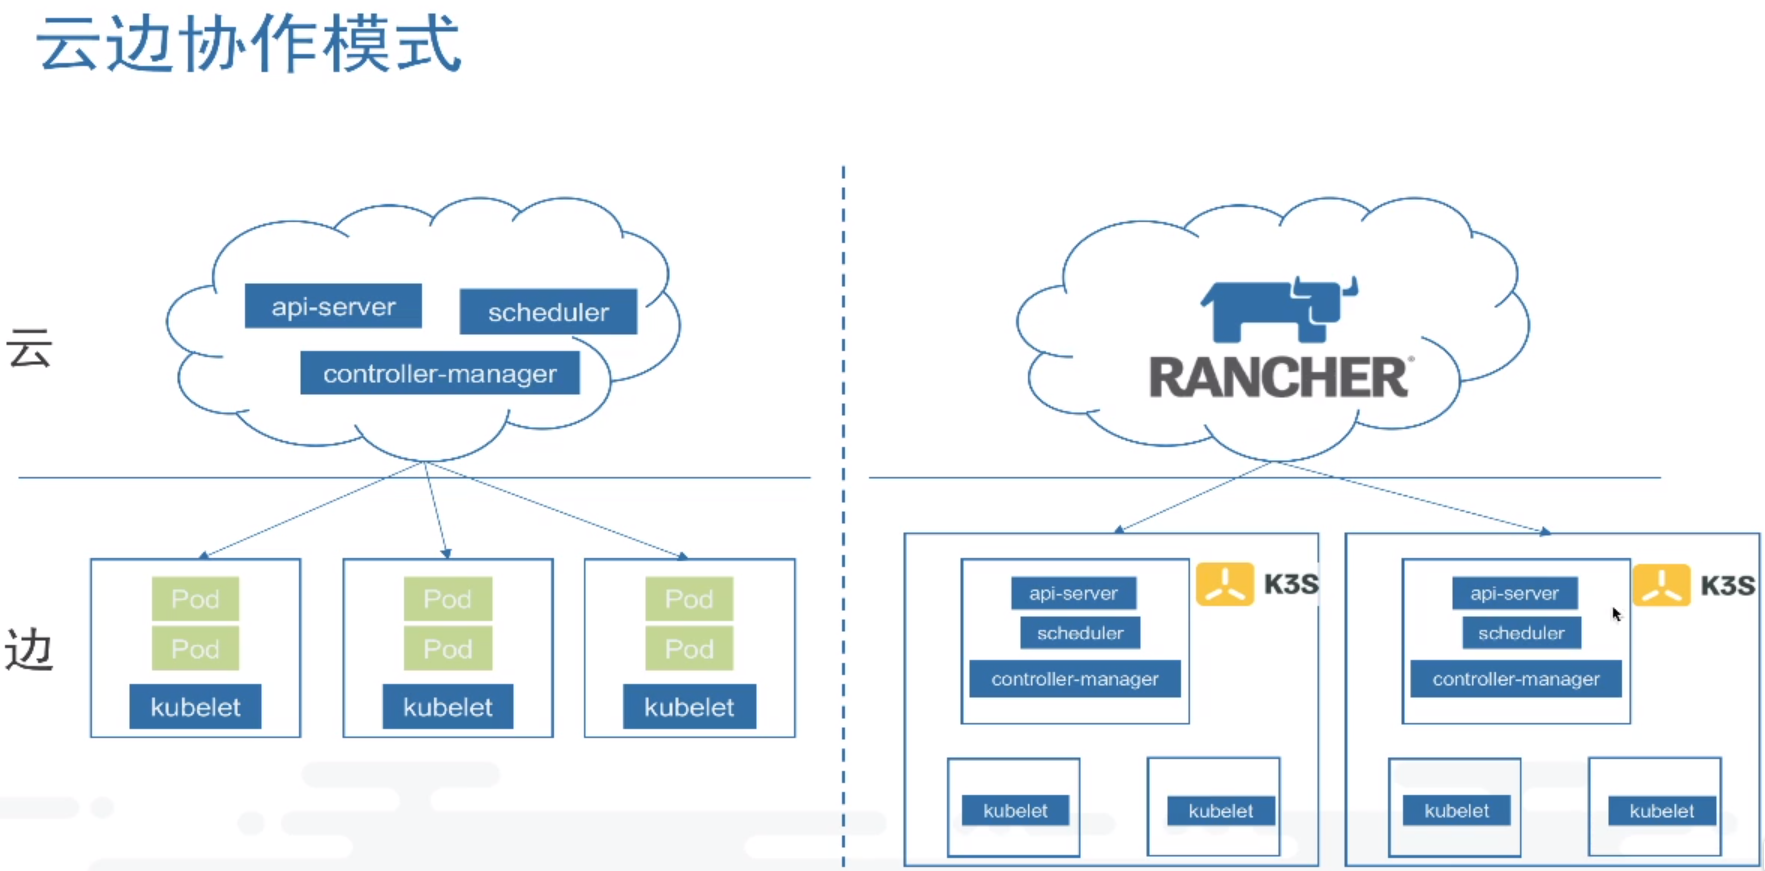 云边协作模式
云
api-server
scheduler
controller-manager
RANCHER®
边
Pod
Pod
kubelet
Pod
Pod
kubelet
Pod
Pod
kubelet
api-server
scheduler
controller-manager
K3S
kubelet
kubelet
api-server
scheduler
controller-manager
K3S
kubelet
kubelet